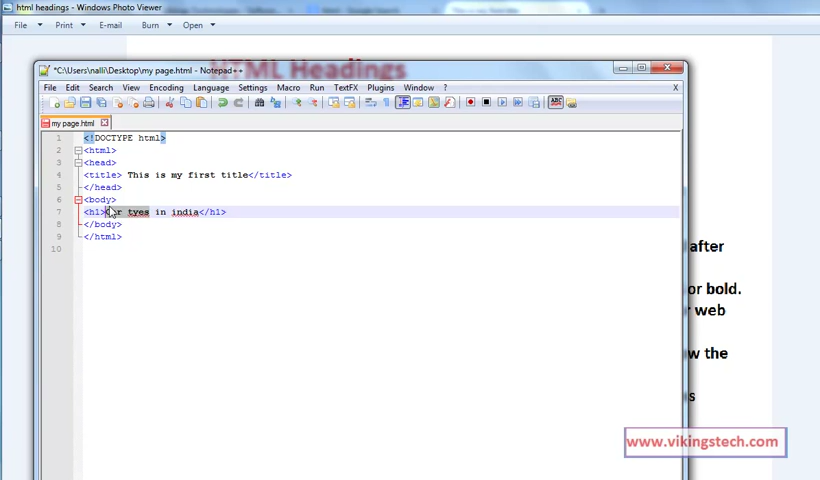 html headings - Windows Photo Viewer
File Print E-mail Burn Open
HTML Headings
*C:\Users\nalli\Desktop\my page.html - Notepad++
File Edit Search View Encoding Language Settings Macro Run TextFX Plugins Window ? X
my page.html
1 <!DOCTYPE html>
2 <html>
3 <head>
4 <title> This is my first title</title>
5 </head>
6 <body>
7 <h1>Car tyes in india</h1>
8 </body>
9 </html>
10
after
or bold.
r web
w the
s
www.vikingstech.com